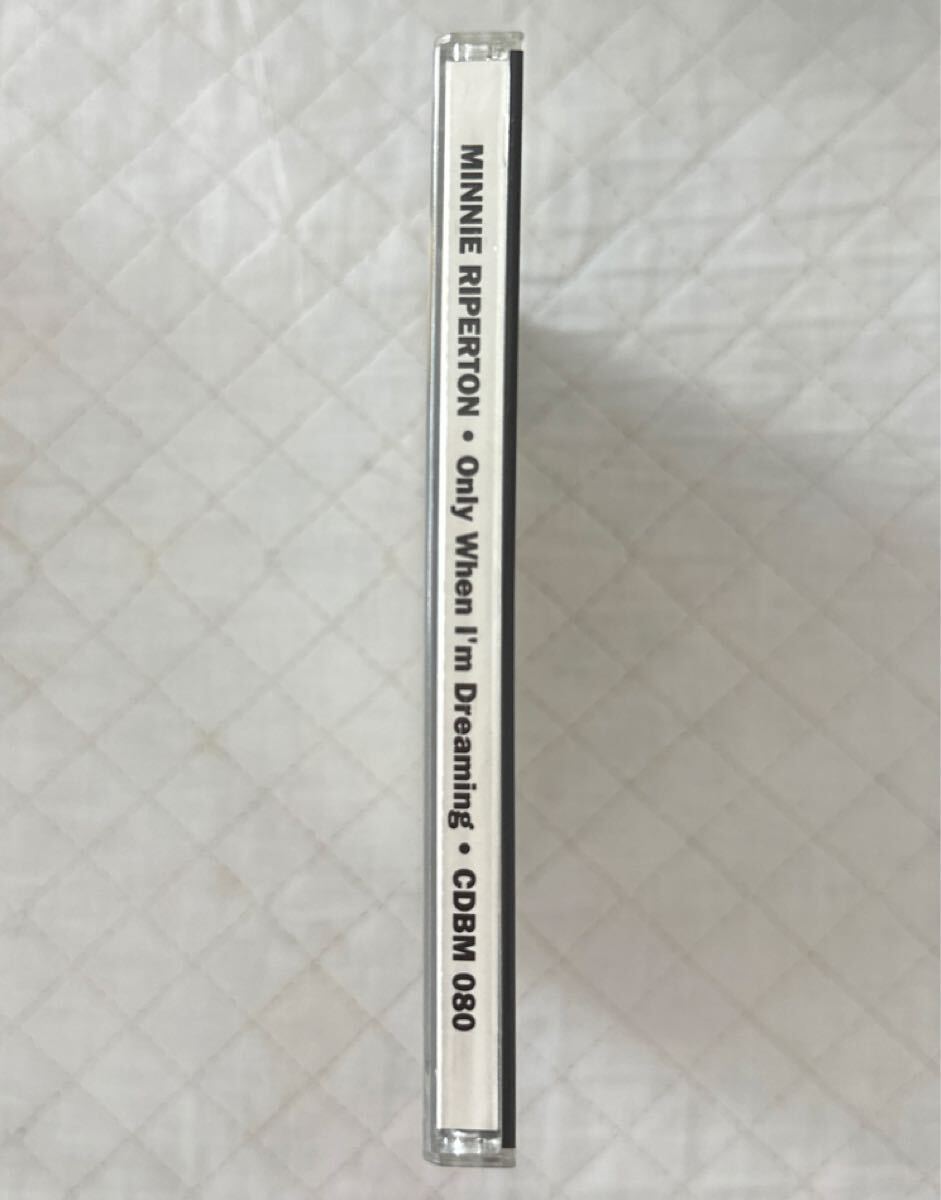 MINNIE RIPERTON • Only When I'm Dreaming • CDBM 080